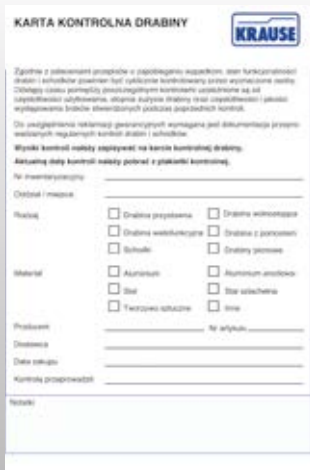 KARTA KONTROLNA DRABINY
KRAUSE
Zgodnie z zaleceniami przepisów o zapobieganiu wypadkom, stan funkcjonalności
drabin i schodków powinien być cyklicznie kontrolowany przez wyznaczone osoby.
Odstępy czasu pomiędzy poszczególnymi kontrolami uzależnione są od
częstotliwości użytkowania, stopnia zużycia drabiny oraz częstotliwości i jakości
występowania braków stwierdzonych podczas poprzednich kontroli.
Do uwzględnienia reklamacji gwarancyjnych wymagana jest dokumentacja przepro-
wadzanych regularnych kontroli drabin i schodków.
Wyniki kontroli należy zapisywać na karcie kontrolnej drabiny.
Aktualną datę kontroli należy pobrać z plakietki kontrolnej.
Nr inwentaryzacyjny
Oddział / miejsce
Rodzaj Drabina przystawna Drabina wolnostojąca
Drabina wielofunkcyjna Drabina z pomostem
Schodki Drabiny pionowe
Materiał Aluminium Aluminium anodowane
Stal Stal szlachetna
Tworzywo sztuczne Inne
Producent Nr artykułu
Dostawca
Data zakupu
Kontrolę przeprowadził
Notatki